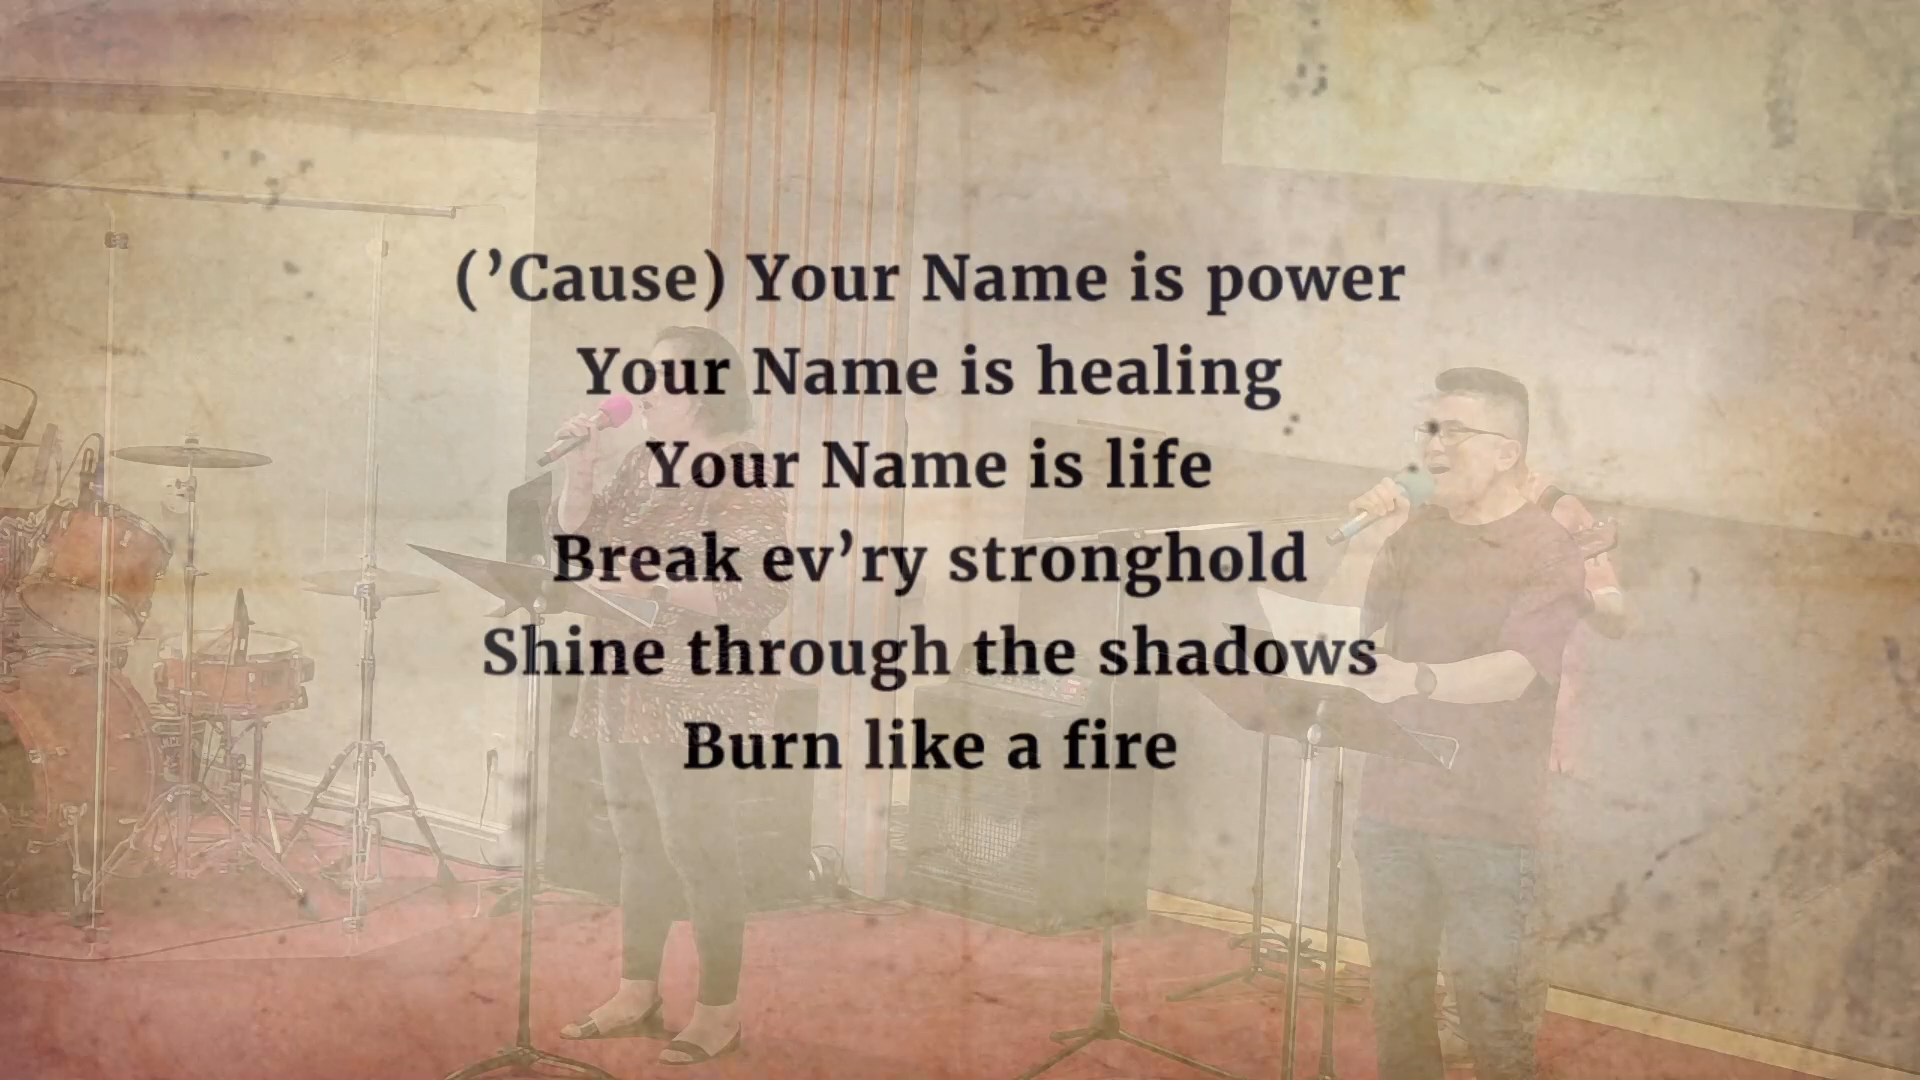 (’Cause) Your Name is power
Your Name is healing
Your Name is life
Break ev’ry stronghold
Shine through the shadows
Burn like a fire